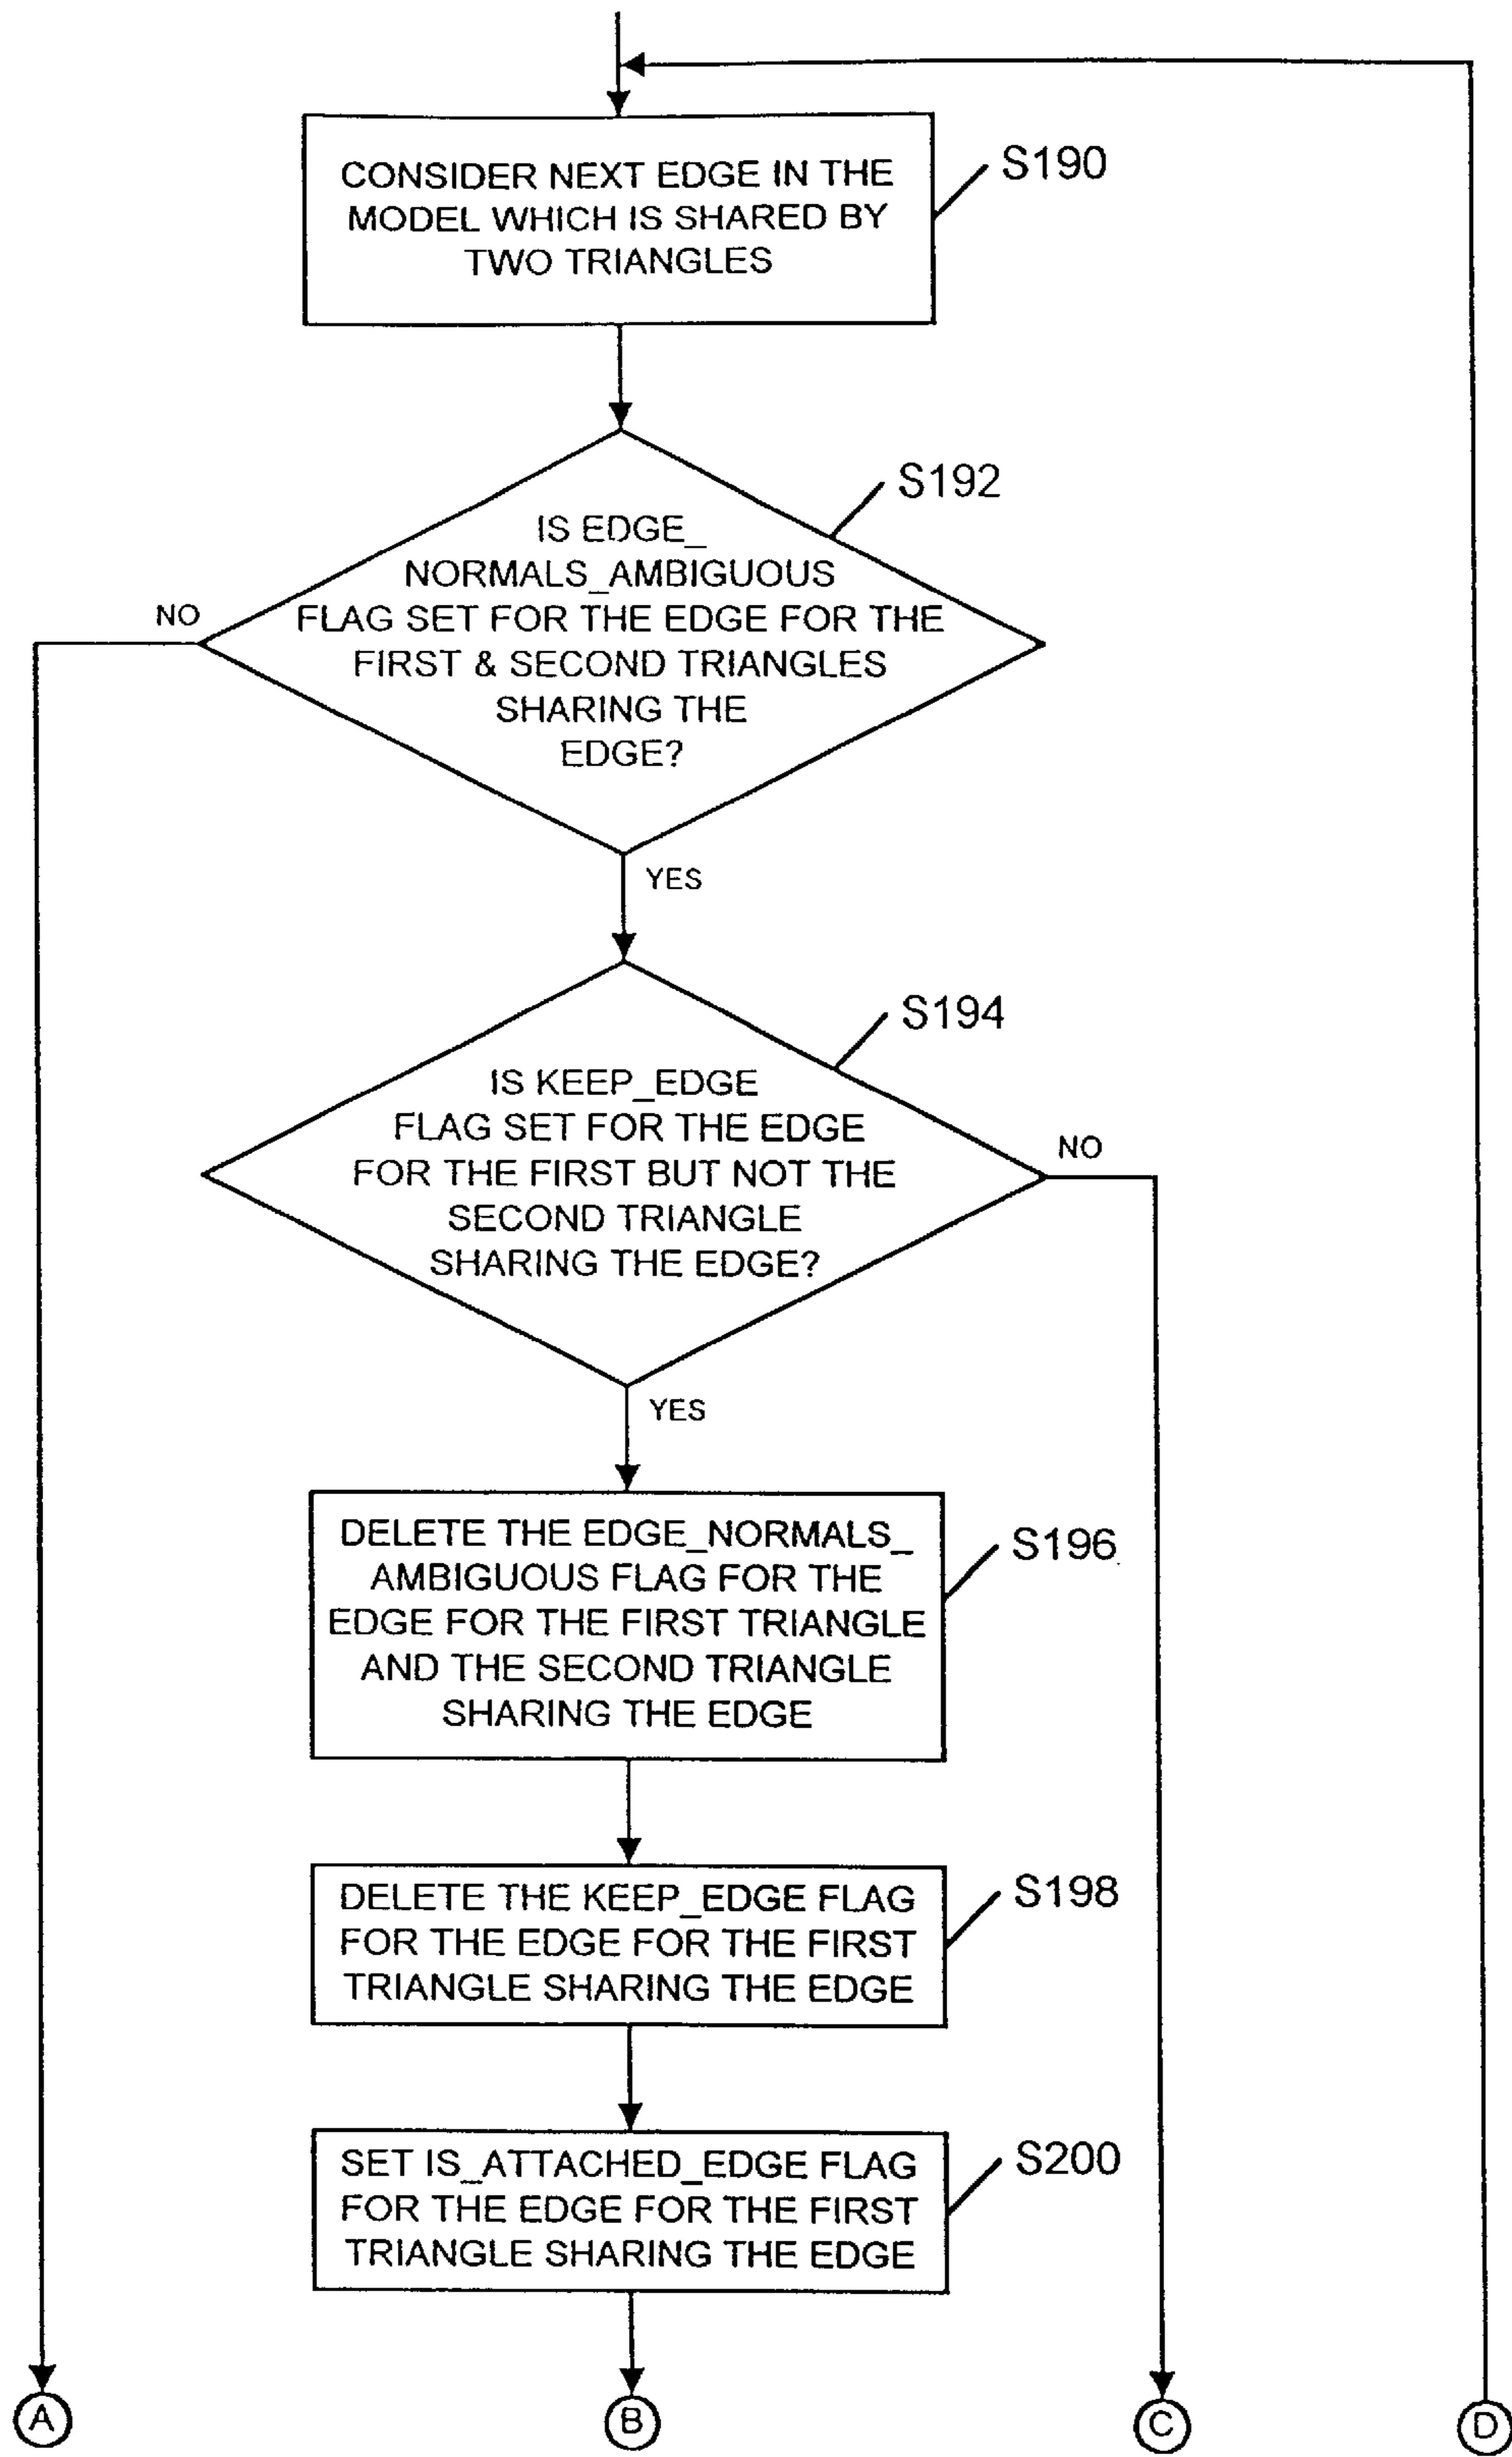 CONSIDER NEXT EDGE IN THE
MODEL WHICH IS SHARED BY
TWO TRIANGLES
S190
IS EDGE_
NORMALS_AMBIGUOUS
FLAG SET FOR THE EDGE FOR THE
FIRST & SECOND TRIANGLES
SHARING THE
EDGE?
S192
NO
YES
IS KEEP_EDGE
FLAG SET FOR THE EDGE
FOR THE FIRST BUT NOT THE
SECOND TRIANGLE
SHARING THE EDGE?
S194
NO
YES
DELETE THE EDGE_NORMALS_
AMBIGUOUS FLAG FOR THE
EDGE FOR THE FIRST TRIANGLE
AND THE SECOND TRIANGLE
SHARING THE EDGE
S196
DELETE THE KEEP_EDGE FLAG
FOR THE EDGE FOR THE FIRST
TRIANGLE SHARING THE EDGE
S198
SET IS_ATTACHED_EDGE FLAG
FOR THE EDGE FOR THE FIRST
TRIANGLE SHARING THE EDGE
S200
A
B
C
D